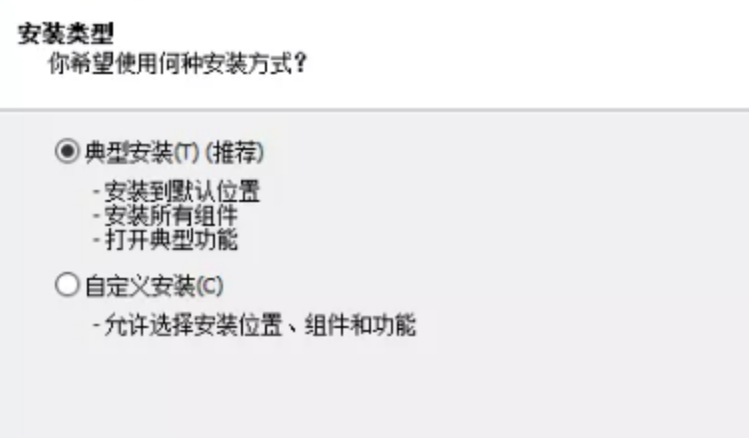 安装类型
你希望使用何种安装方式？
典型安装(T) (推荐)
- 安装到默认位置
- 安装所有组件
- 打开典型功能
自定义安装(C)
- 允许选择安装位置、组件和功能